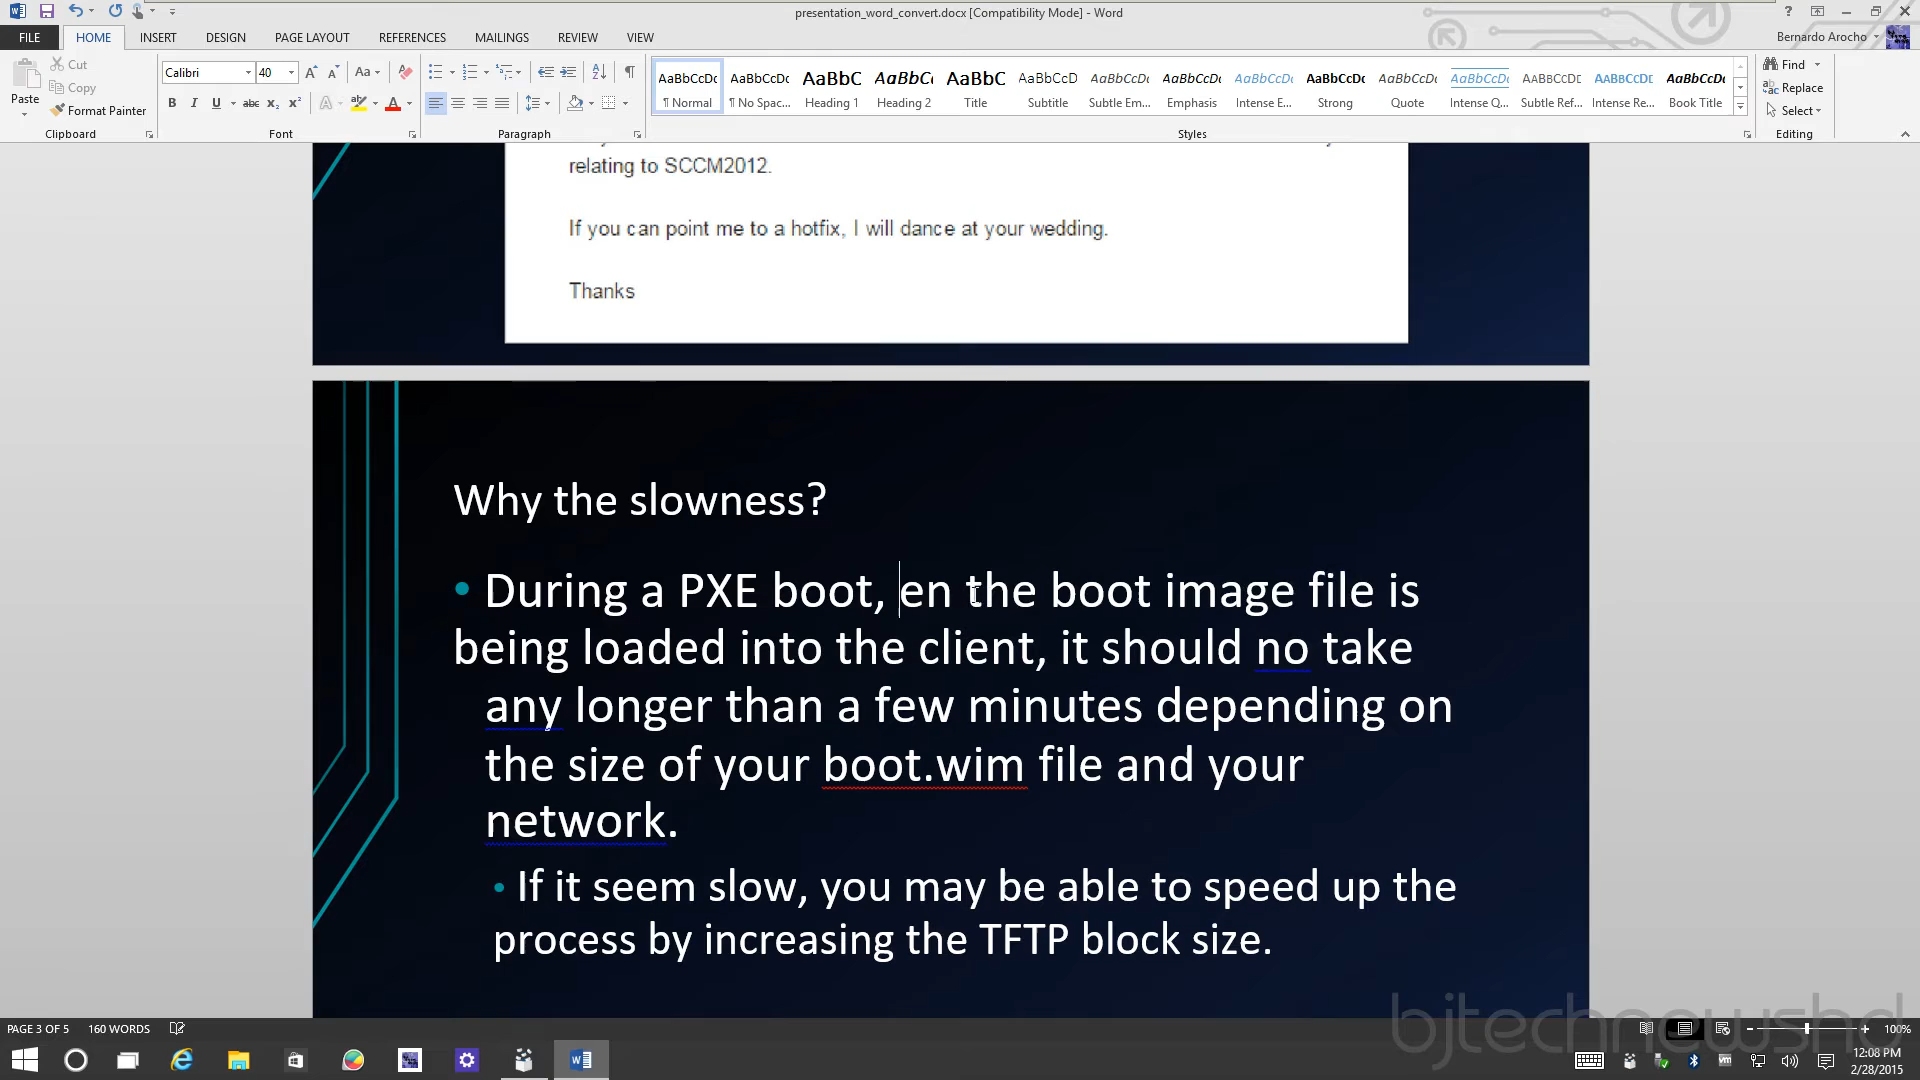 presentation_word_convert.docx [Compatibility Mode] - Word
FILE HOME INSERT DESIGN PAGE LAYOUT REFERENCES MAILINGS REVIEW VIEW Bernardo Arocho
Paste
Cut
Copy
Format Painter
Clipboard
Calibri 40
Font
Paragraph
AaBbCcDc AaBbCcDc AaBbC AaBbC AaBbC AaBbCcD AaBbCcDc AaBbCcDc AaBbCcDc AaBbCcDc AaBbCcDc AaBbCcDc AABBCCDD AABBCCDD AaBbCcDc
¶ Normal ¶ No Spac... Heading 1 Heading 2 Title Subtitle Subtle Em... Emphasis Intense E... Strong Quote Intense Q... Subtle Ref... Intense Re... Book Title
Styles
Find
Replace
Select
Editing
relating to SCCM2012.
If you can point me to a hotfix, I will dance at your wedding.
Thanks
Why the slowness?
• During a PXE boot, en the boot image file is
being loaded into the client, it should no take
any longer than a few minutes depending on
the size of your boot.wim file and your
network.
• If it seem slow, you may be able to speed up the
process by increasing the TFTP block size.
bjtechnewshd
PAGE 3 OF 5 160 WORDS 100%
12:08 PM
2/28/2015